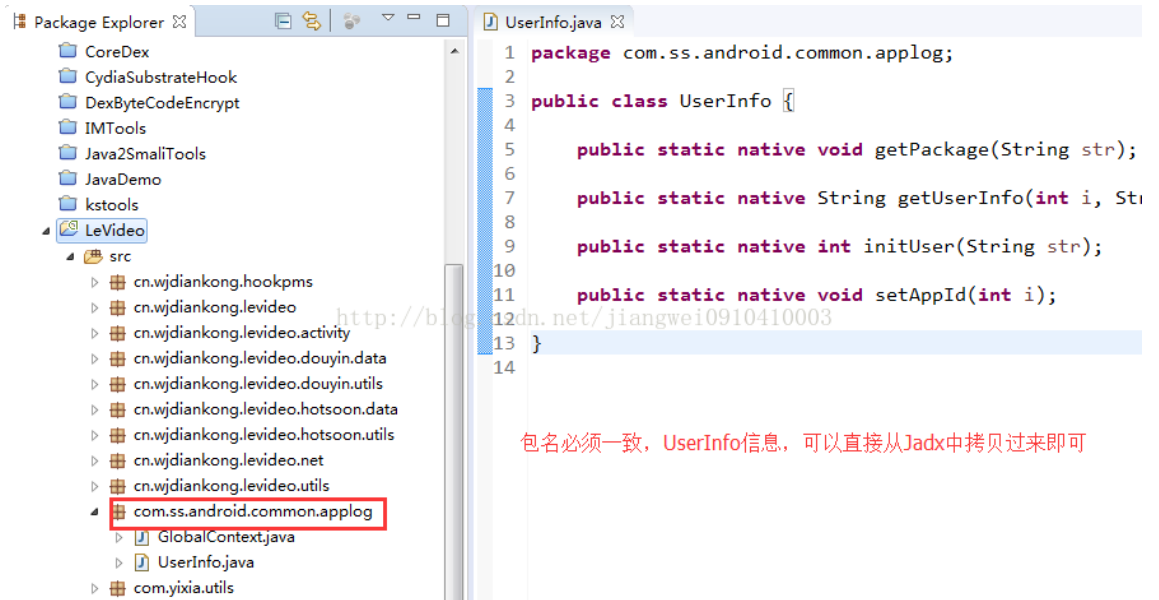 Package Explorer
CoreDex
CydiaSubstrateHook
DexByteCodeEncrypt
IMTools
Java2SmaliTools
JavaDemo
kstools
LeVideo
src
cn.wjdiankong.hookpms
cn.wjdiankong.levideo
cn.wjdiankong.levideo.activity
cn.wjdiankong.levideo.douyin.data
cn.wjdiankong.levideo.douyin.utils
cn.wjdiankong.levideo.hotsoon.data
cn.wjdiankong.levideo.hotsoon.utils
cn.wjdiankong.levideo.net
cn.wjdiankong.levideo.utils
com.ss.android.common.applog
GlobalContext.java
UserInfo.java
com.yixia.utils
UserInfo.java
1 package com.ss.android.common.applog;
2
3 public class UserInfo {
4
5 public static native void getPackage(String str);
6
7 public static native String getUserInfo(int i, Str
8
9 public static native int initUser(String str);
10
11 public static native void setAppId(int i);
12
13 }
14
包名必须一致，UserInfo信息，可以直接从Jadx中拷贝过来即可